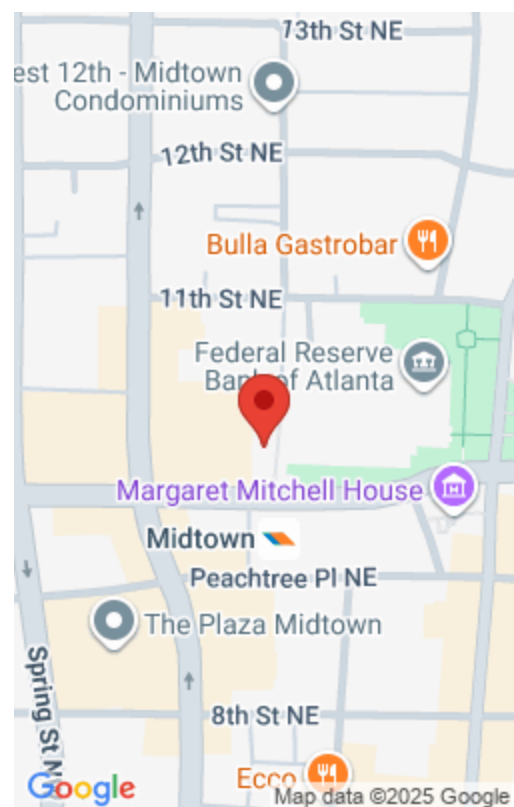 13th St NE
est 12th - Midtown
Condominiums
12th St NE
Bulla Gastrobar
11th St NE
Federal Reserve
Bank of Atlanta
Margaret Mitchell House
Midtown
Peachtree Pl NE
The Plaza Midtown
Spring St N
8th St NE
Ecco
Google
Map data ©2025 Google